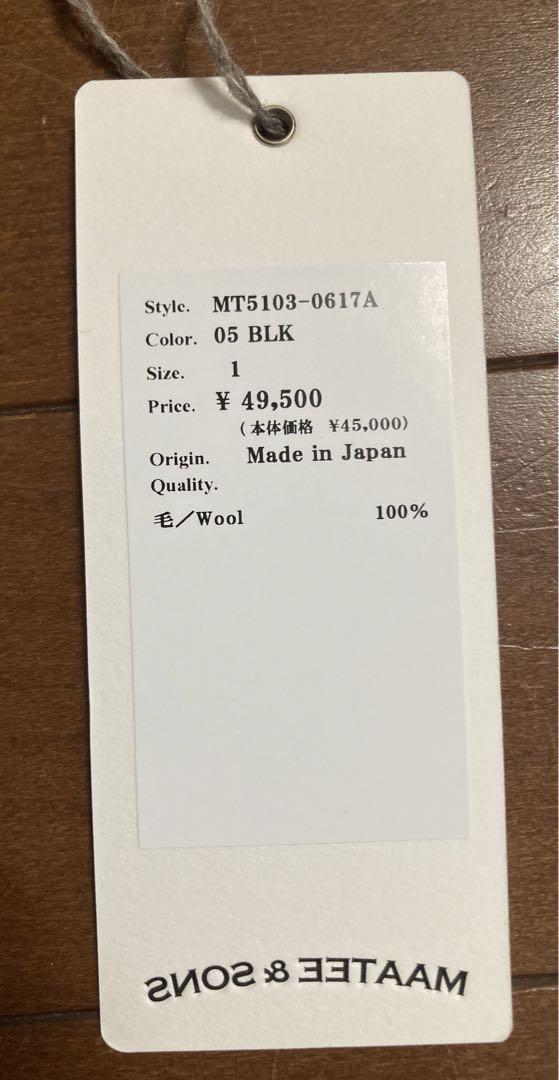 Style. MT5103-0617A
Color. 05 BLK
Size. 1
Price. ¥ 49,500
(本体価格 ¥45,000)
Origin. Made in Japan
Quality.
毛/Wool 100%
MAATEE & SONS